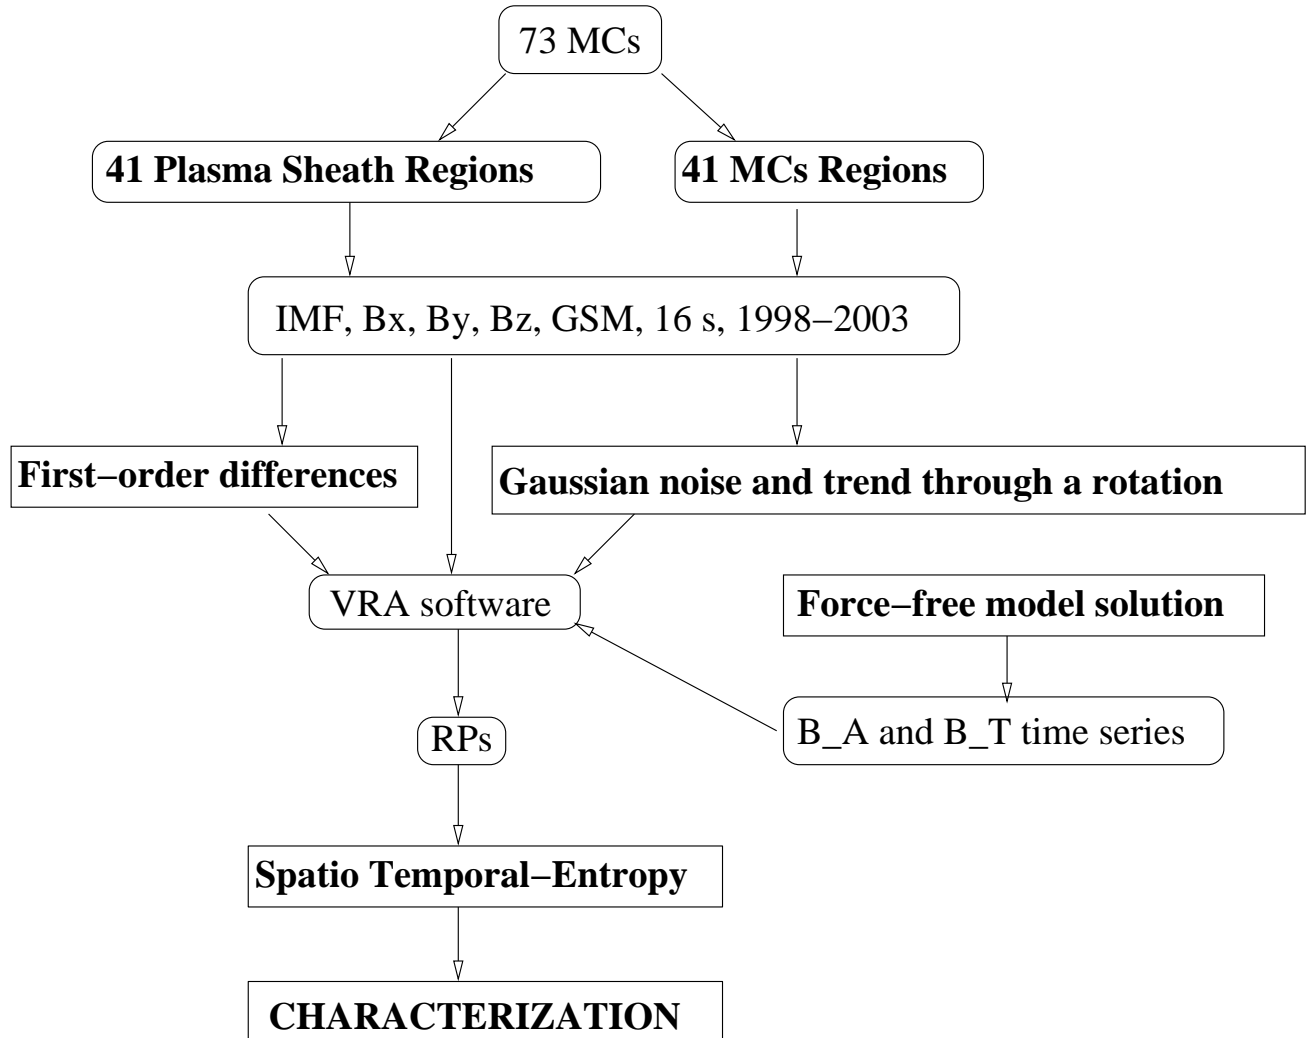 73 MCs
41 Plasma Sheath Regions
41 MCs Regions
IMF, Bx, By, Bz, GSM, 16 s, 1998−2003
First−order differences
Gaussian noise and trend through a rotation
VRA software
Force−free model solution
RPs
B_A and B_T time series
Spatio Temporal−Entropy
CHARACTERIZATION